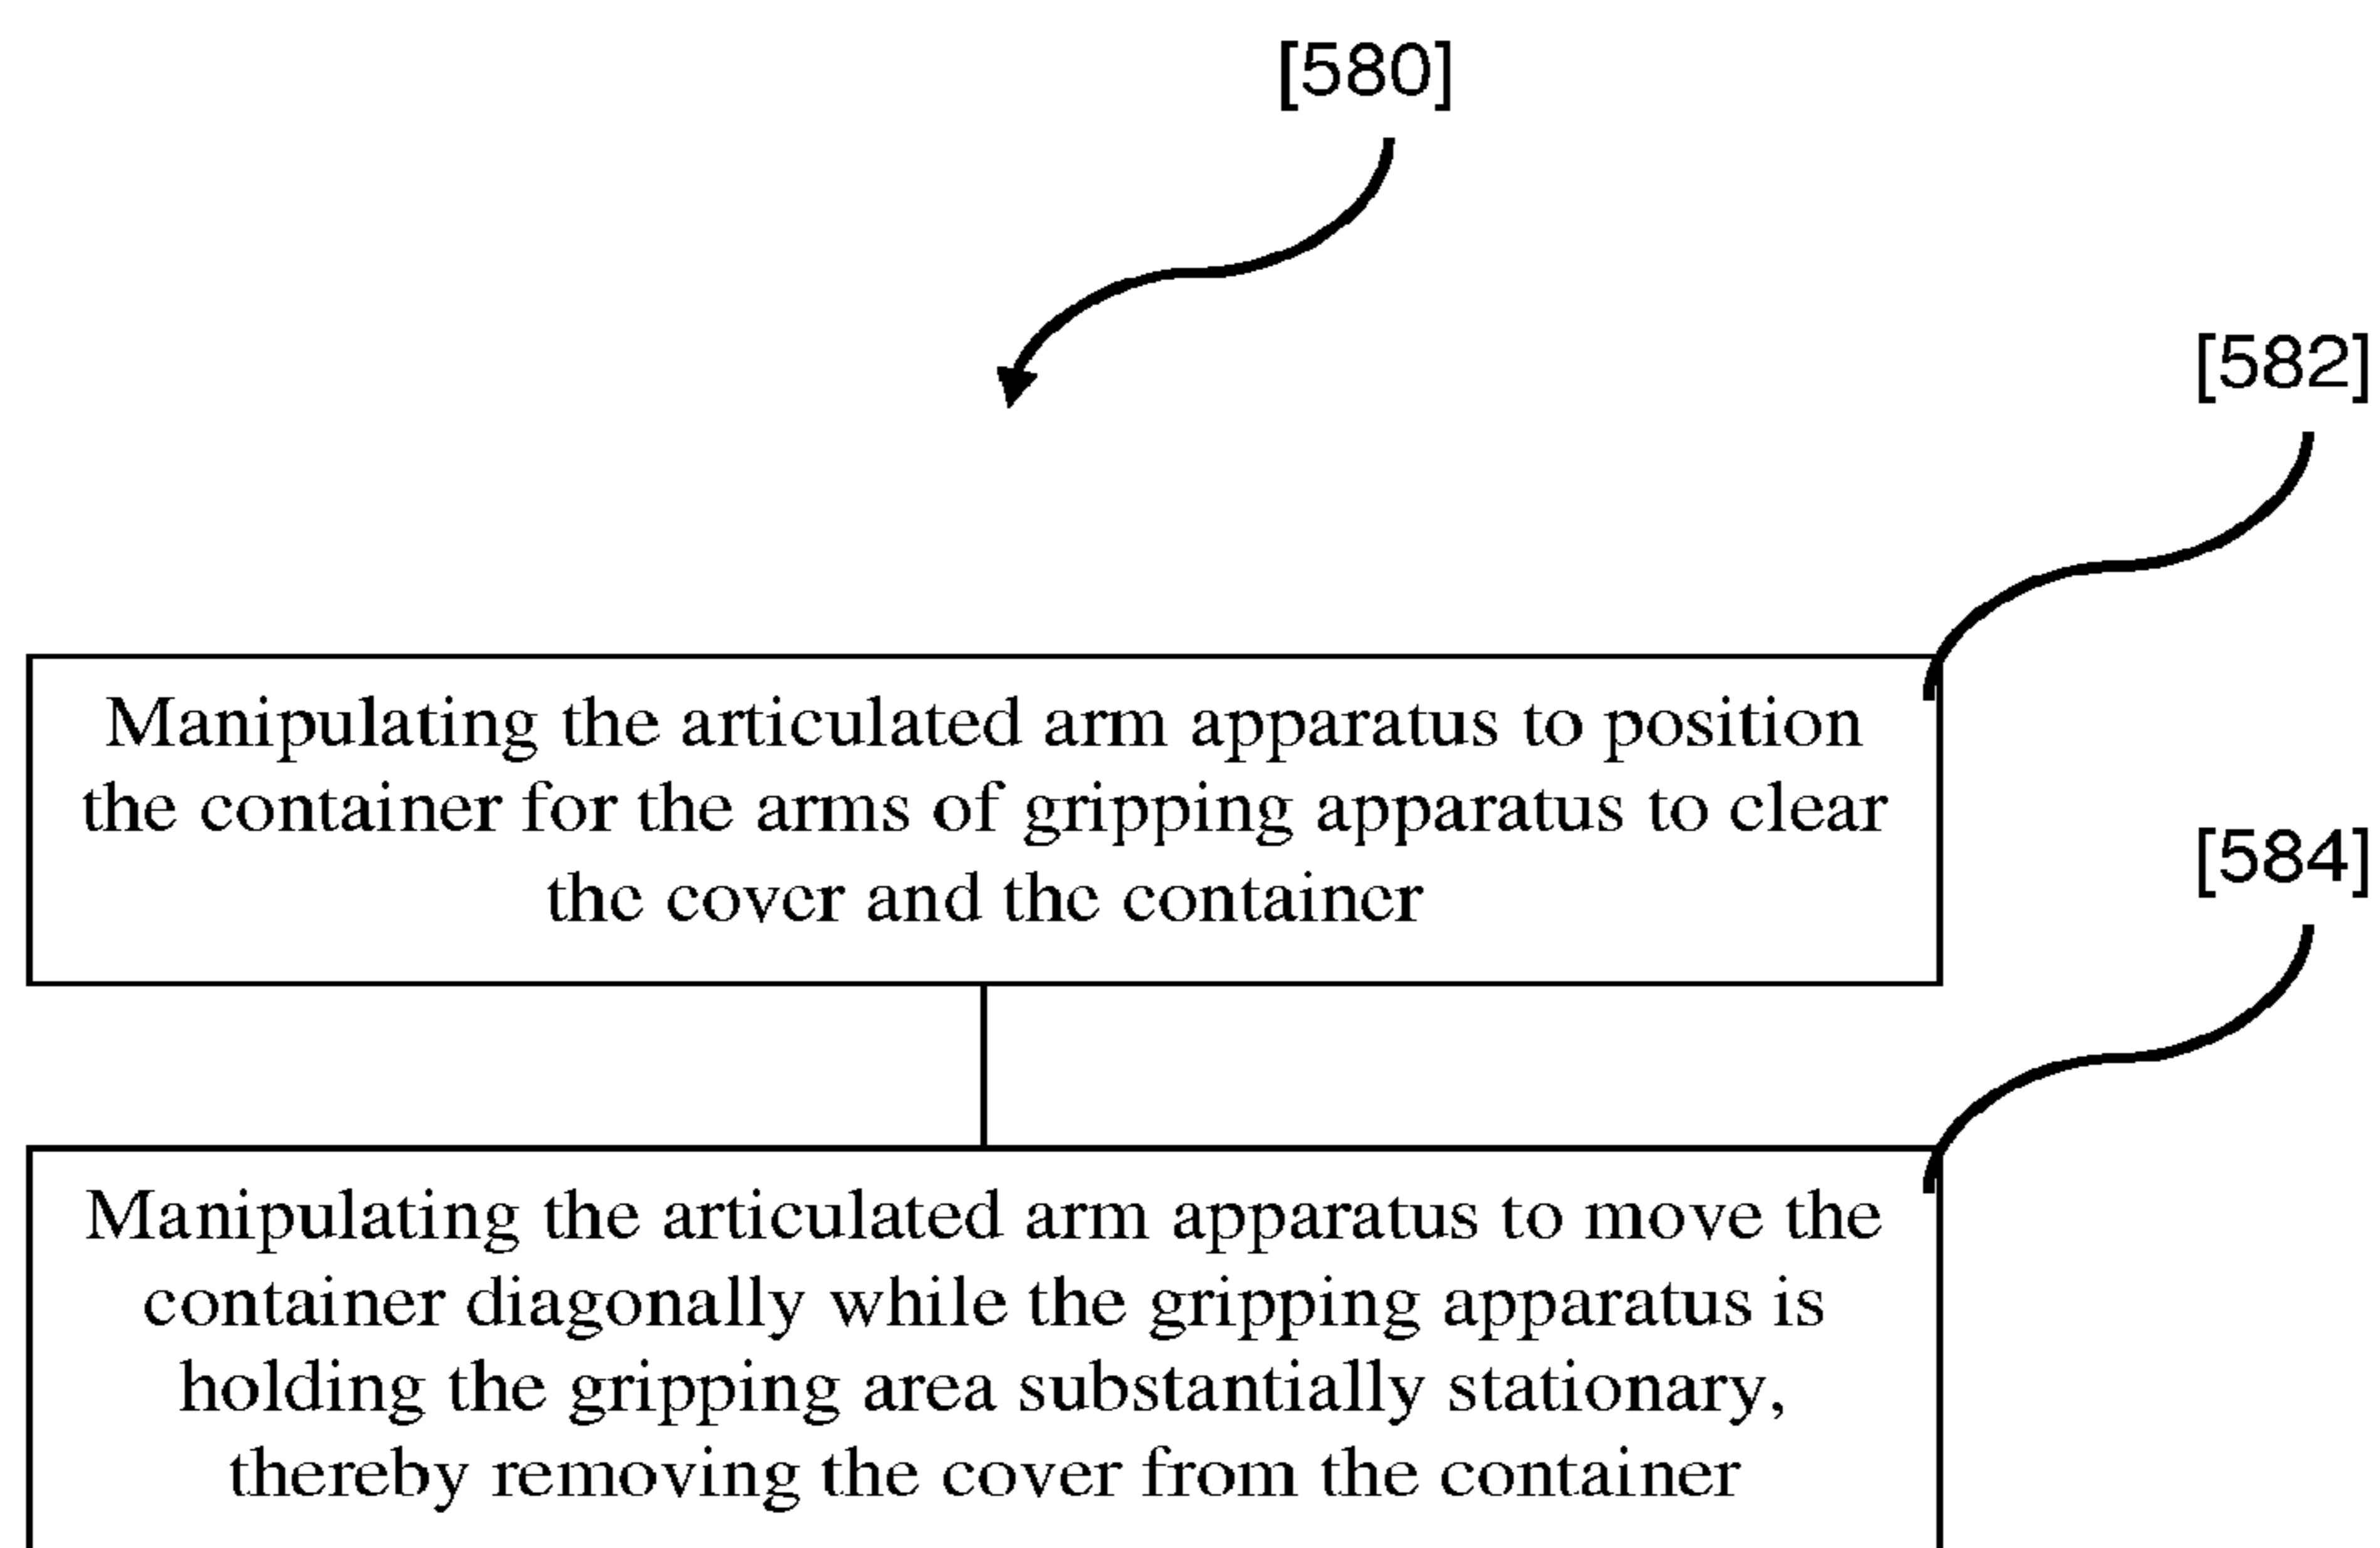 [580]
[582]
Manipulating the articulated arm apparatus to position
the container for the arms of gripping apparatus to clear
the cover and the container
[584]
Manipulating the articulated arm apparatus to move the
container diagonally while the gripping apparatus is
holding the gripping area substantially stationary,
thereby removing the cover from the container